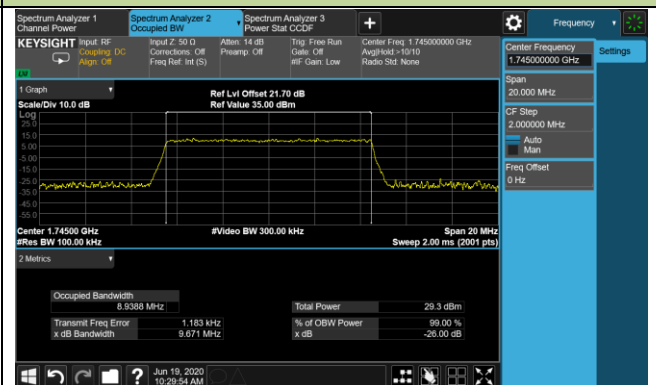 Spectrum Analyzer 1
Channel Power
Spectrum Analyzer 2
Occupied BW
Spectrum Analyzer 3
Power Stat CCDF
Frequency
KEYSIGHT
Input: RF
Coupling: DC
Align: Off
Input Z: 50 Ω
Corrections: Off
Freq Ref: Int (S)
Atten: 14 dB
Preamp: Off
Trig: Free Run
Gate: Off
#IF Gain: Low
Center Freq: 1.745000000 GHz
Avg|Hold:>10/10
Radio Std: None
Center Frequency
1.745000000 GHz
Settings
Span
20.000 MHz
CF Step
2.000000 MHz
Auto
Man
Freq Offset
0 Hz
1 Graph
Scale/Div 10.0 dB
Ref Lvl Offset 21.70 dB
Ref Value 35.00 dBm
Log
25.0
15.0
5.00
-5.00
-15.0
-25.0
-35.0
-45.0
-55.0
Center 1.74500 GHz
#Res BW 100.00 kHz
#Video BW 300.00 kHz
Span 20 MHz
Sweep 2.00 ms (2001 pts)
2 Metrics
Occupied Bandwidth
8.9388 MHz
Total Power 29.3 dBm
Transmit Freq Error 1.183 kHz
% of OBW Power 99.00 %
x dB Bandwidth 9.671 MHz
x dB -26.00 dB
?
Jun 19, 2020
10:29:54 AM